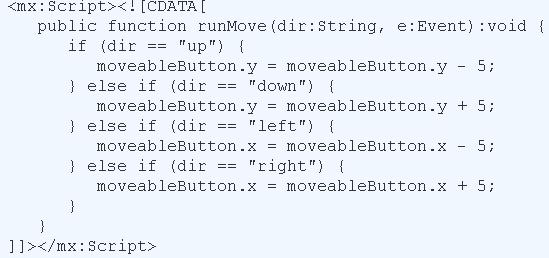 <mx:Script><![CDATA[
public function runMove(dir:String, e:Event):void {
if (dir == "up") {
moveableButton.y = moveableButton.y - 5;
} else if (dir == "down") {
moveableButton.y = moveableButton.y + 5;
} else if (dir == "left") {
moveableButton.x = moveableButton.x - 5;
} else if (dir == "right") {
moveableButton.x = moveableButton.x + 5;
}
}
]]></mx:Script>